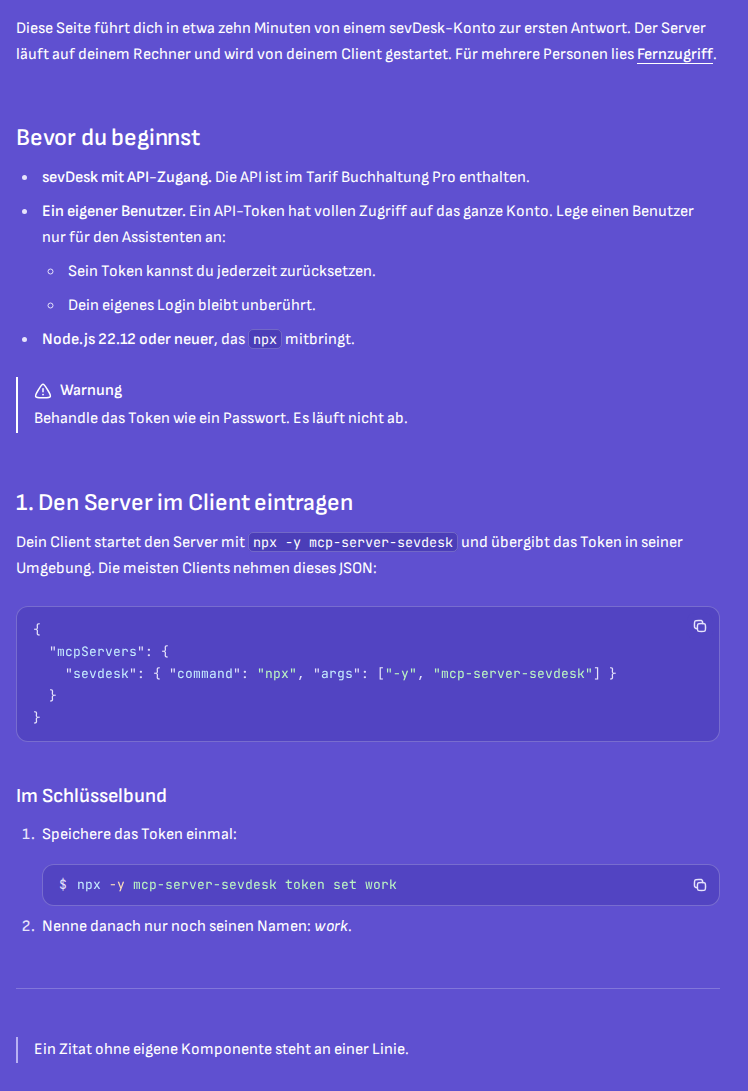 Diese Seite führt dich in etwa zehn Minuten von einem sevDesk-Konto zur ersten Antwort. Der Server
läuft auf deinem Rechner und wird von deinem Client gestartet. Für mehrere Personen lies Fernzugriff.
Bevor du beginnst
• sevDesk mit API-Zugang. Die API ist im Tarif Buchhaltung Pro enthalten.
• Ein eigener Benutzer. Ein API-Token hat vollen Zugriff auf das ganze Konto. Lege einen Benutzer
nur für den Assistenten an:
◦ Sein Token kannst du jederzeit zurücksetzen.
◦ Dein eigenes Login bleibt unberührt.
• Node.js 22.12 oder neuer, das npx mitbringt.
Warnung
Behandle das Token wie ein Passwort. Es läuft nicht ab.
1. Den Server im Client eintragen
Dein Client startet den Server mit npx -y mcp-server-sevdesk und übergibt das Token in seiner
Umgebung. Die meisten Clients nehmen dieses JSON:
{
  "mcpServers": {
    "sevdesk": { "command": "npx", "args": ["-y", "mcp-server-sevdesk"] }
  }
}
Im Schlüsselbund
1. Speichere das Token einmal:
$ npx -y mcp-server-sevdesk token set work
2. Nenne danach nur noch seinen Namen: work.
Ein Zitat ohne eigene Komponente steht an einer Linie.